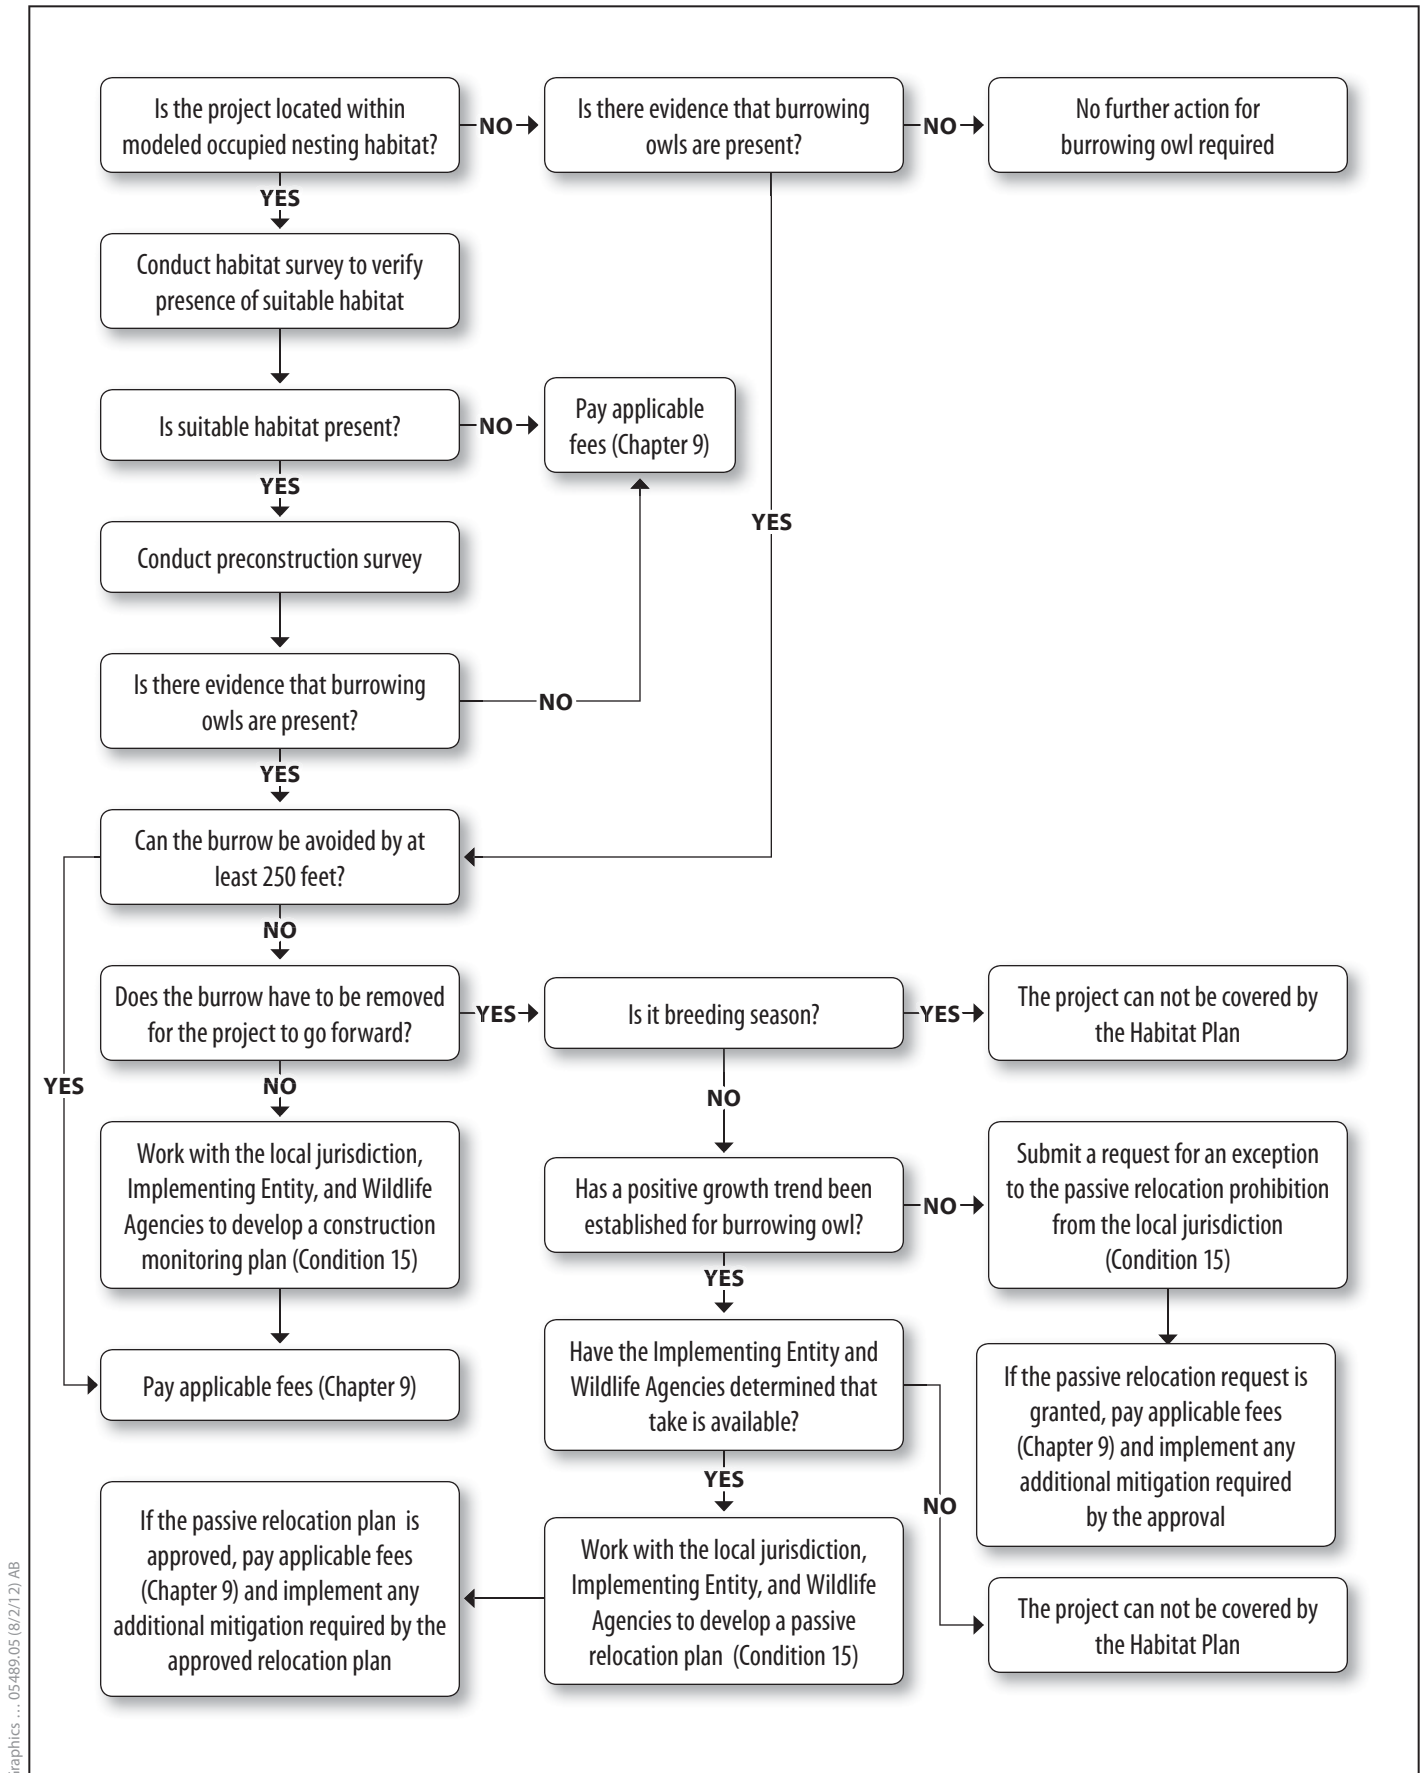 Is the project located within
modeled occupied nesting habitat?
NO
Is there evidence that burrowing
owls are present?
NO
No further action for
burrowing owl required
YES
Conduct habitat survey to verify
presence of suitable habitat
Is suitable habitat present?
NO
Pay applicable
fees (Chapter 9)
YES
YES
Conduct preconstruction survey
Is there evidence that burrowing
owls are present?
NO
YES
Can the burrow be avoided by at
least 250 feet?
NO
Does the burrow have to be removed
for the project to go forward?
YES
Is it breeding season?
YES
The project can not be covered by
the Habitat Plan
YES
NO
NO
Work with the local jurisdiction,
Implementing Entity, and Wildlife
Agencies to develop a construction
monitoring plan (Condition 15)
Has a positive growth trend been
established for burrowing owl?
NO
Submit a request for an exception
to the passive relocation prohibition
from the local jurisdiction
(Condition 15)
YES
Pay applicable fees (Chapter 9)
Have the Implementing Entity and
Wildlife Agencies determined that
take is available?
If the passive relocation request is
granted, pay applicable fees
(Chapter 9) and implement any
additional mitigation required
by the approval
YES
NO
If the passive relocation plan is
approved, pay applicable fees
(Chapter 9) and implement any
additional mitigation required by the
approved relocation plan
Work with the local jurisdiction,
Implementing Entity, and Wildlife
Agencies to develop a passive
relocation plan (Condition 15)
The project can not be covered by
the Habitat Plan
… 05489.05 (8/2/12) AB